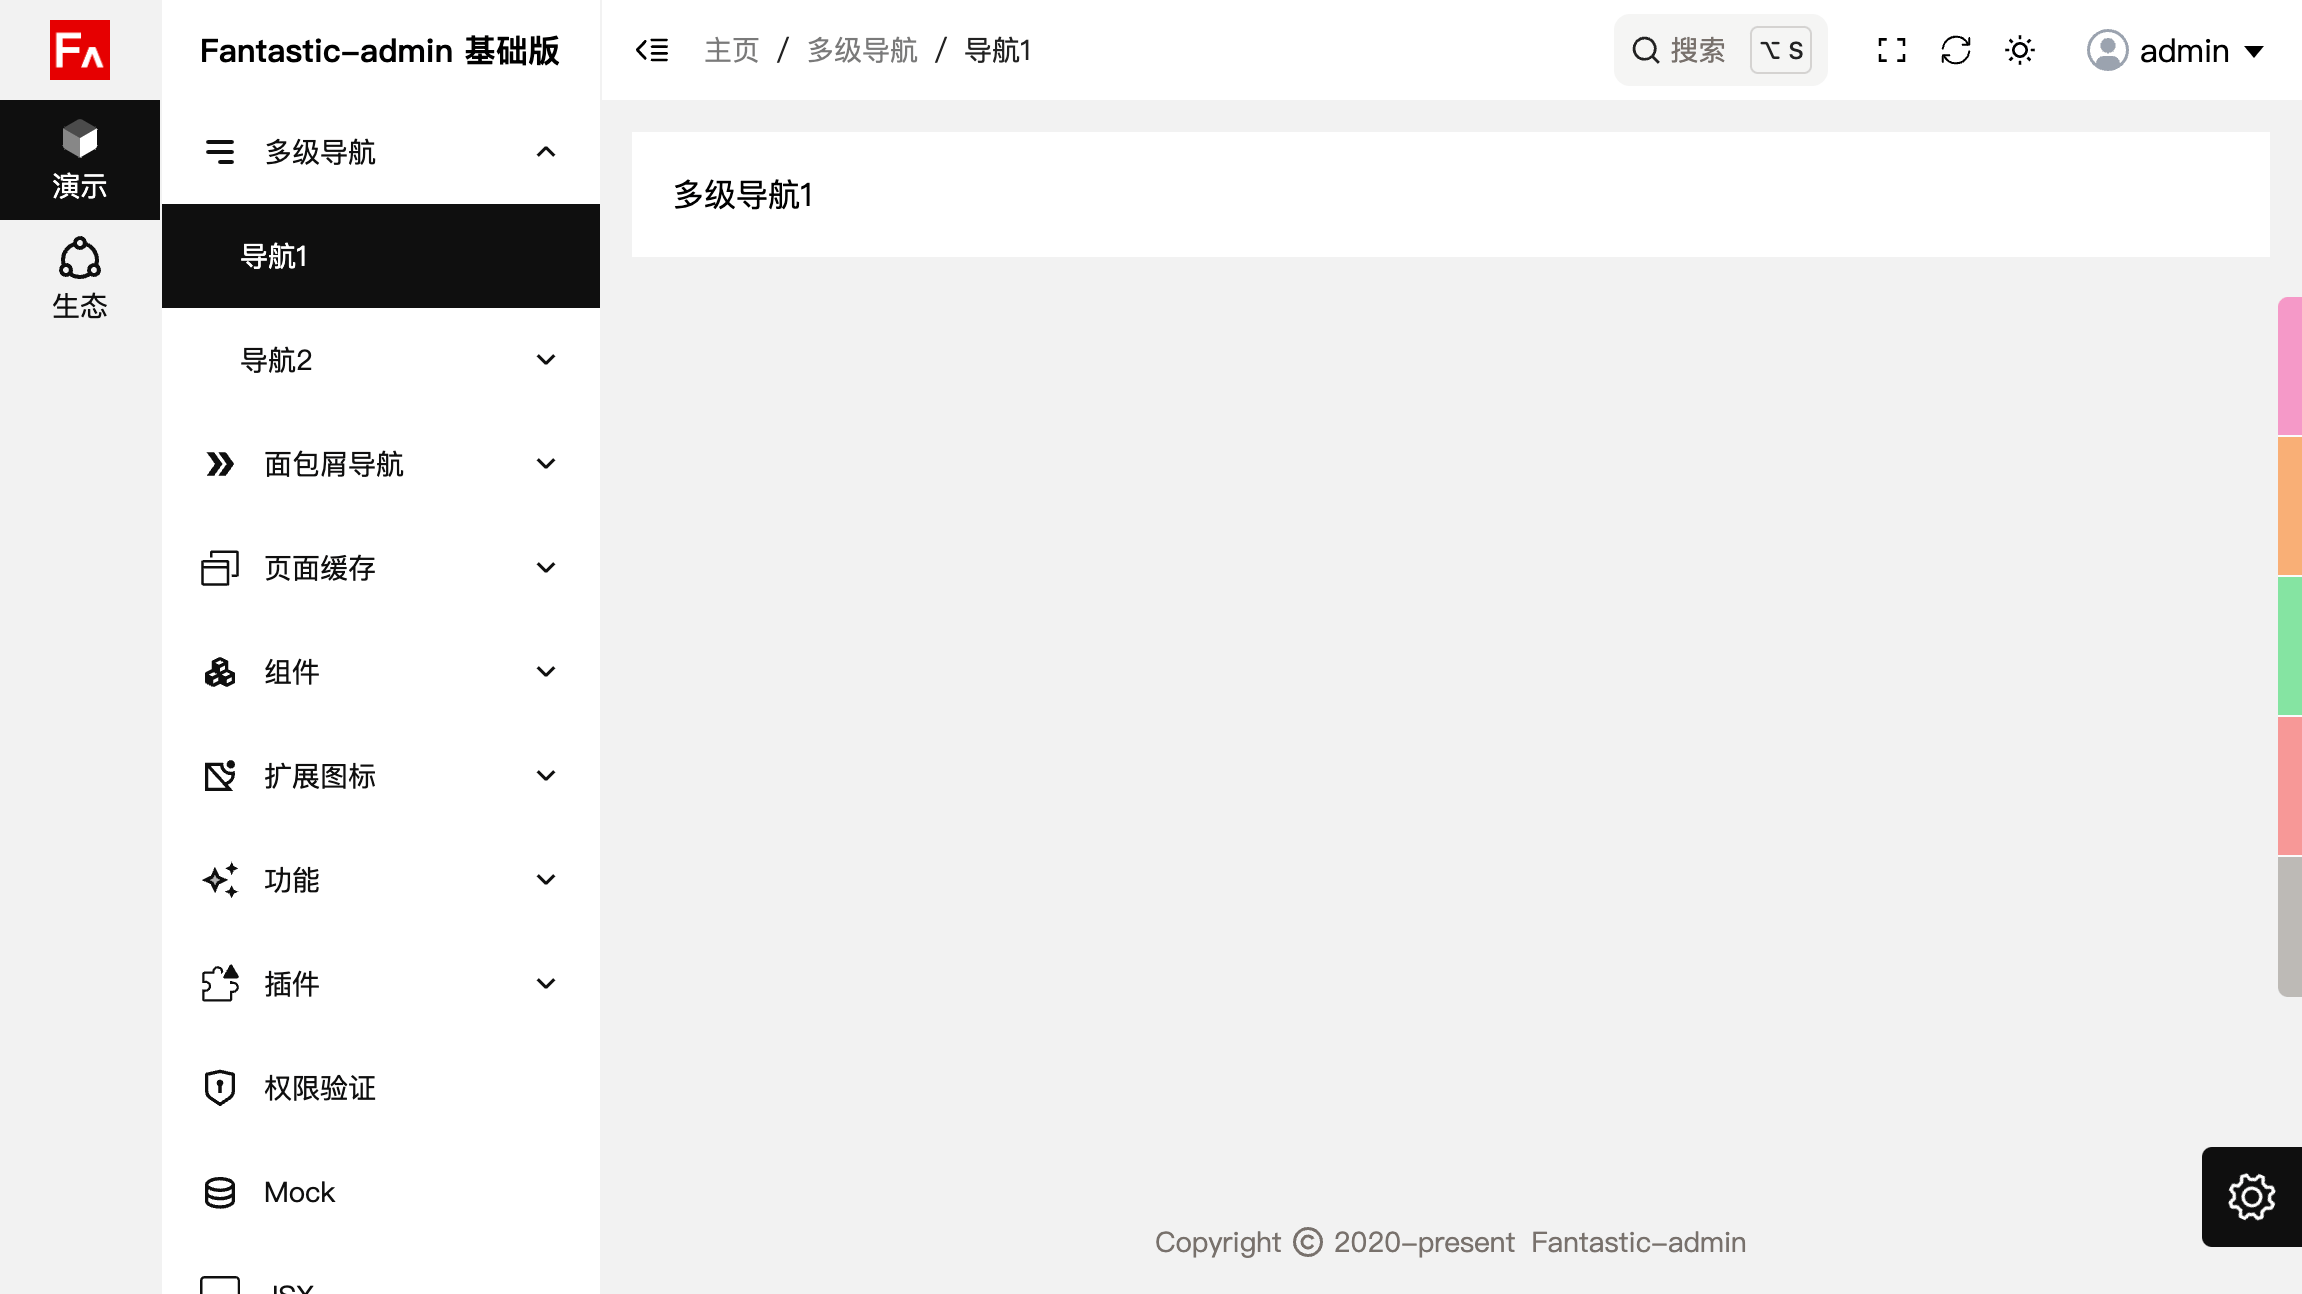 FA
Fantastic-admin 基础版
主页 / 多级导航 / 导航1
搜索 ⌥ S
admin
演示
生态
多级导航
导航1
导航2
面包屑导航
页面缓存
组件
扩展图标
功能
插件
权限验证
Mock
JSX
多级导航1
Copyright © 2020-present Fantastic-admin